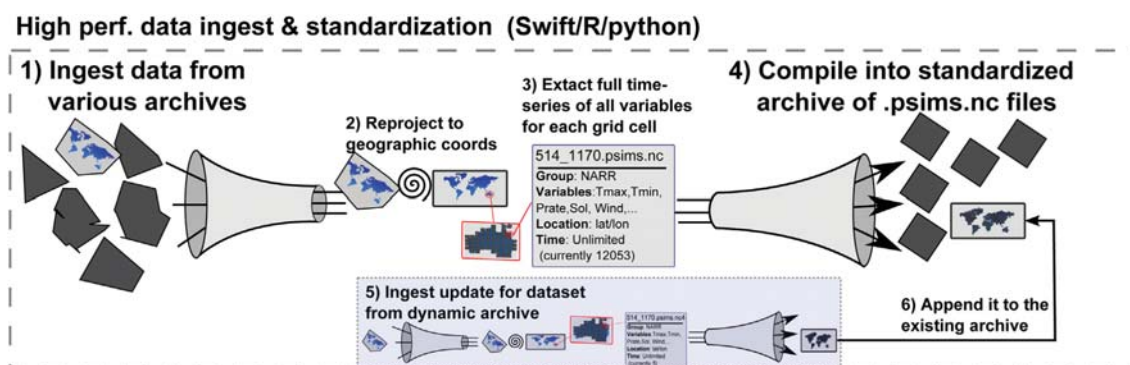 High perf. data ingest & standardization (Swift/R/python)
1) Ingest data from
various archives
2) Reproject to
geographic coords
3) Extact full time-
series of all variables
for each grid cell
514_1170.psims.nc
Group: NARR
Variables:Tmax,Tmin,
Prate,Sol, Wind,...
Location: lat/lon
Time: Unlimited
(currently 12053)
4) Compile into standardized
archive of .psims.nc files
5) Ingest update for dataset
from dynamic archive
514_1170.psims.nc4
Group: NARR
Variables:Tmax,Tmin,
Prate,Sol, Wind,...
Location: lat/lon
Time: Unlimited
(currently 5)
6) Append it to the
existing archive